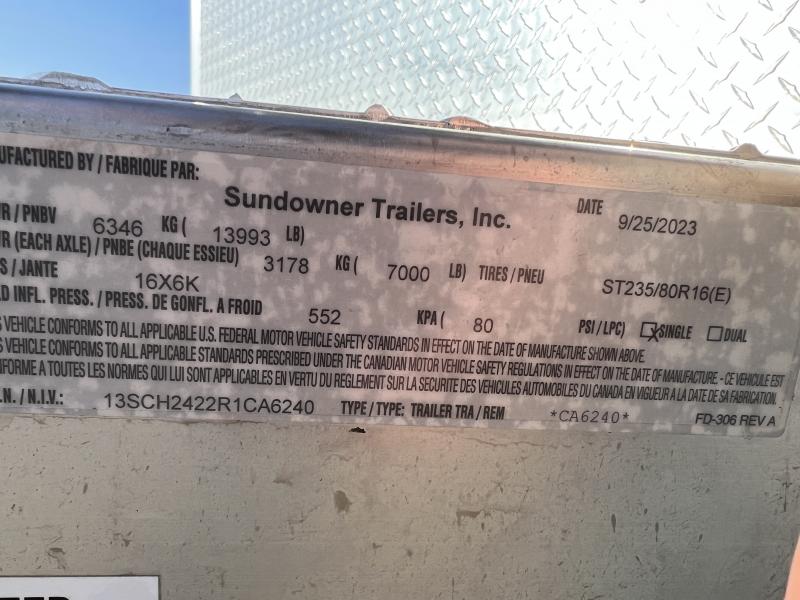 UFACTURED BY / FABRIQUE PAR:
Sundowner Trailers, Inc. DATE 9/25/2023
R / PNBV 6346 KG ( 13993 LB)
R (EACH AXLE) / PNBE (CHAQUE ESSIEU) 3178 KG ( 7000 LB) TIRES / PNEU ST235/80R16(E)
S / JANTE 16X6K
LD INFL. PRESS. / PRESS. DE GONFL. A FROID 552 KPA ( 80 PSI / LPC) SINGLE DUAL
S VEHICLE CONFORMS TO ALL APPLICABLE U.S. FEDERAL MOTOR VEHICLE SAFETY STANDARDS IN EFFECT ON THE DATE OF MANUFACTURE SHOWN ABOVE.
S VEHICLE CONFORMS TO ALL APPLICABLE STANDARDS PRESCRIBED UNDER THE CANADIAN MOTOR VEHICLE SAFETY REGULATIONS IN EFFECT ON THE DATE OF MANUFACTURE - CE VEHICULE EST
NFORME A TOUTES LES NORMES QUI LUI SONT APPLICABLES EN VERTU DU REGLEMENT SUR LA SECURITE DES VEHICULES AUTOMOBILES DU CANADA EN VIGUEUR A LA DATE DE SA FABRICATION.
.N. / N.I.V.: 13SCH2422R1CA6240 TYPE / TYPE: TRAILER TRA / REM *CA6240* FD-306 REV A